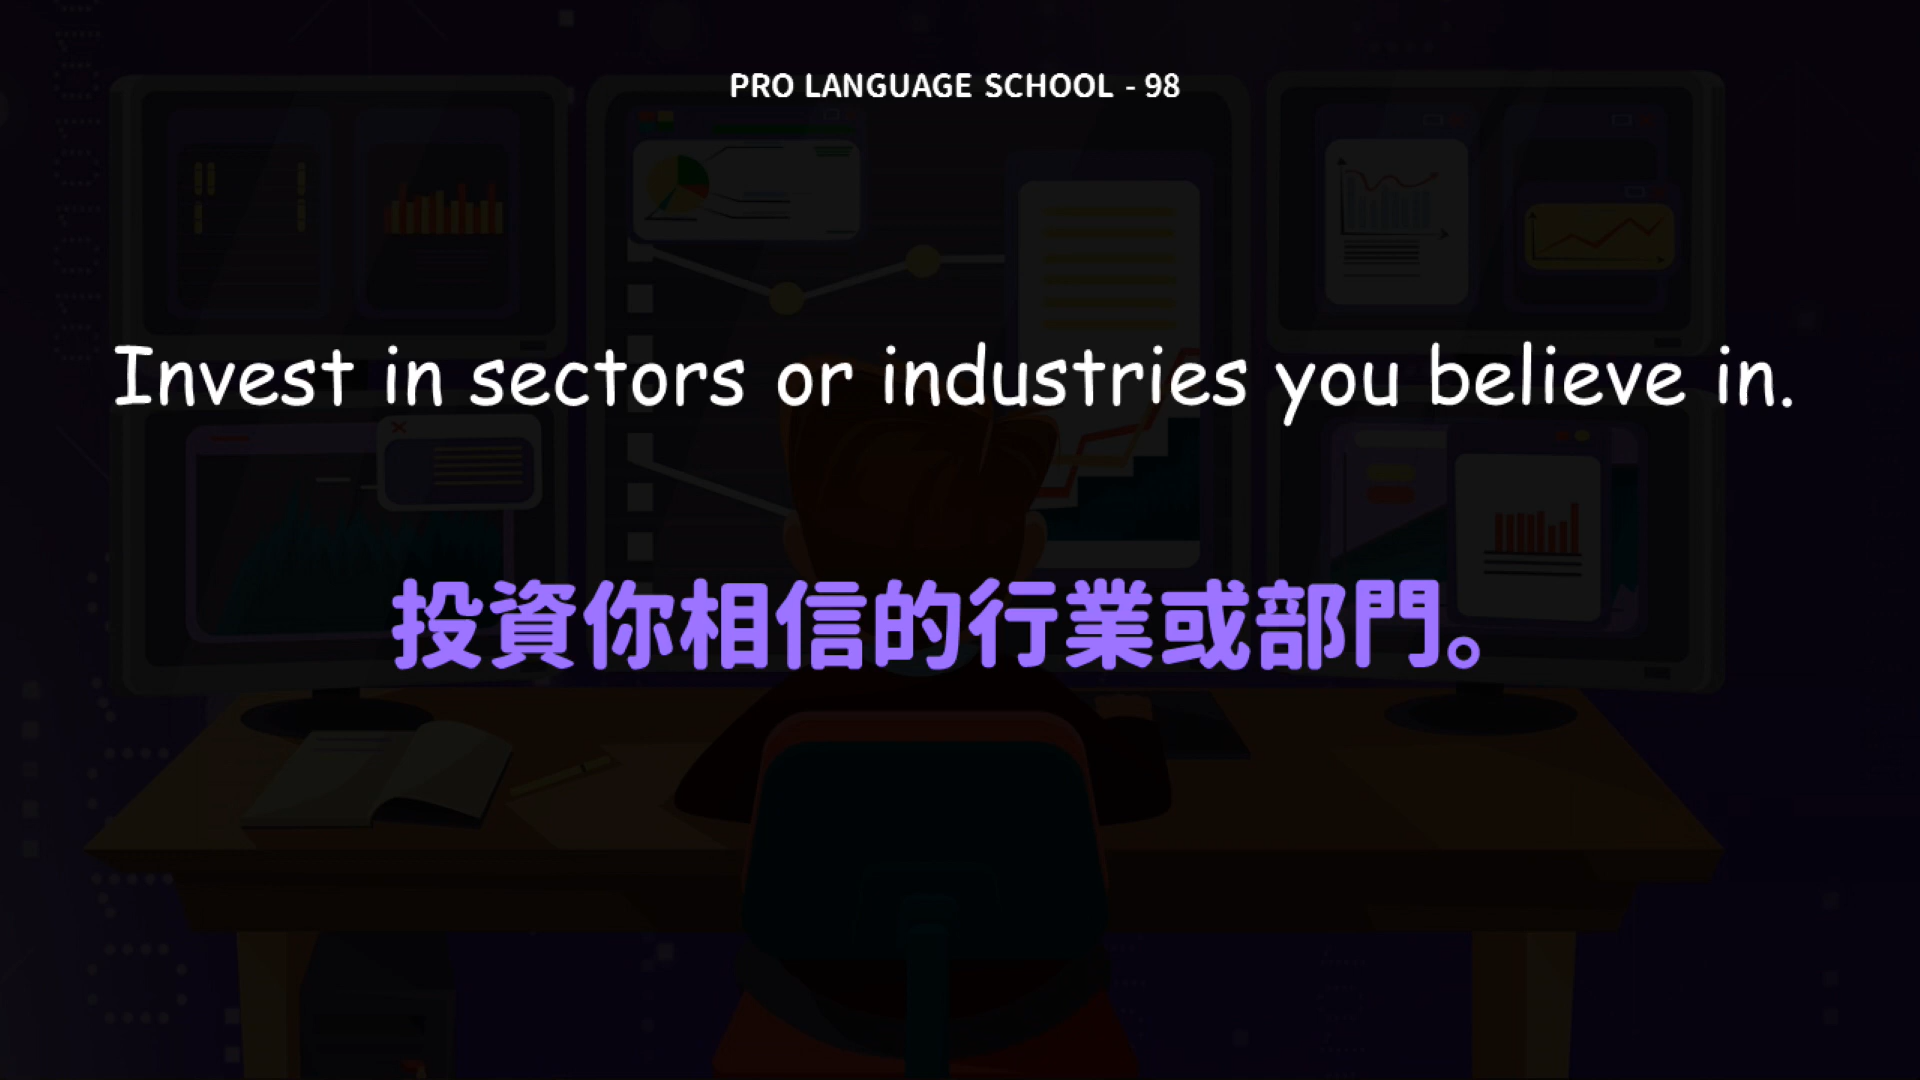 PRO LANGUAGE SCHOOL - 98
Invest in sectors or industries you believe in.
投資你相信的行業或部門。